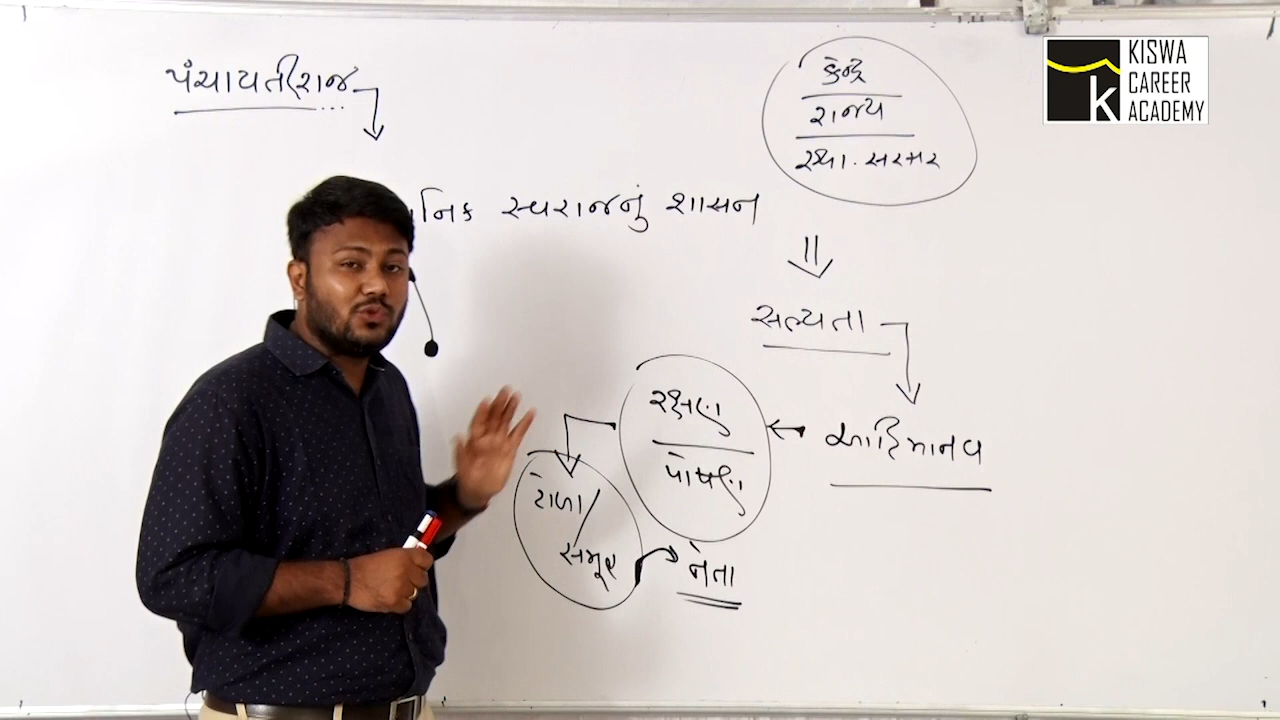 પંચાયતીરાજ...
કેન્દ્ર
રાજ્ય
સ્થા. સરકાર
KISWA
CAREER
ACADEMY
k
નિક સ્વરાજનું શાસન
સભ્યતા
આદિમાનવ
રક્ષણ
પોષણ
ટોળા/
સમૂહ
નેતા